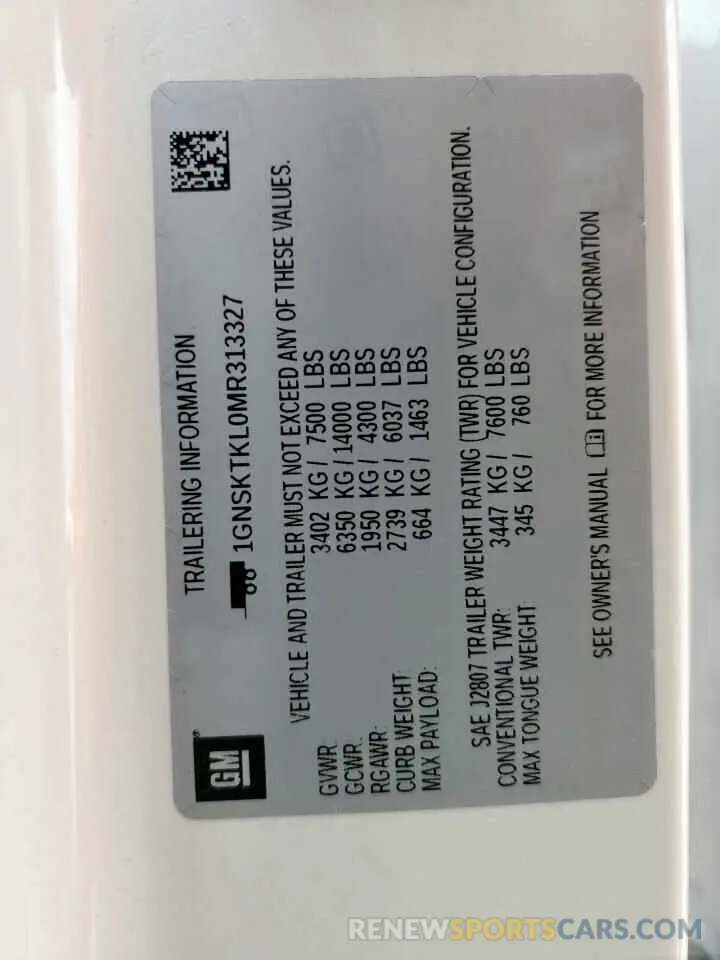 GM
TRAILERING INFORMATION
1GNSKTKL0MR313327
VEHICLE AND TRAILER MUST NOT EXCEED ANY OF THESE VALUES.
GVWR: 3402 KG / 7500 LBS
GCWR: 6350 KG / 14000 LBS
RGAWR: 1950 KG / 4300 LBS
CURB WEIGHT: 2739 KG / 6037 LBS
MAX PAYLOAD: 664 KG / 1463 LBS
SAE J2807 TRAILER WEIGHT RATING (TWR) FOR VEHICLE CONFIGURATION.
CONVENTIONAL TWR: 3447 KG / 7600 LBS
MAX TONGUE WEIGHT: 345 KG / 760 LBS
SEE OWNER'S MANUAL FOR MORE INFORMATION
RENEWSPORTSCARS.COM